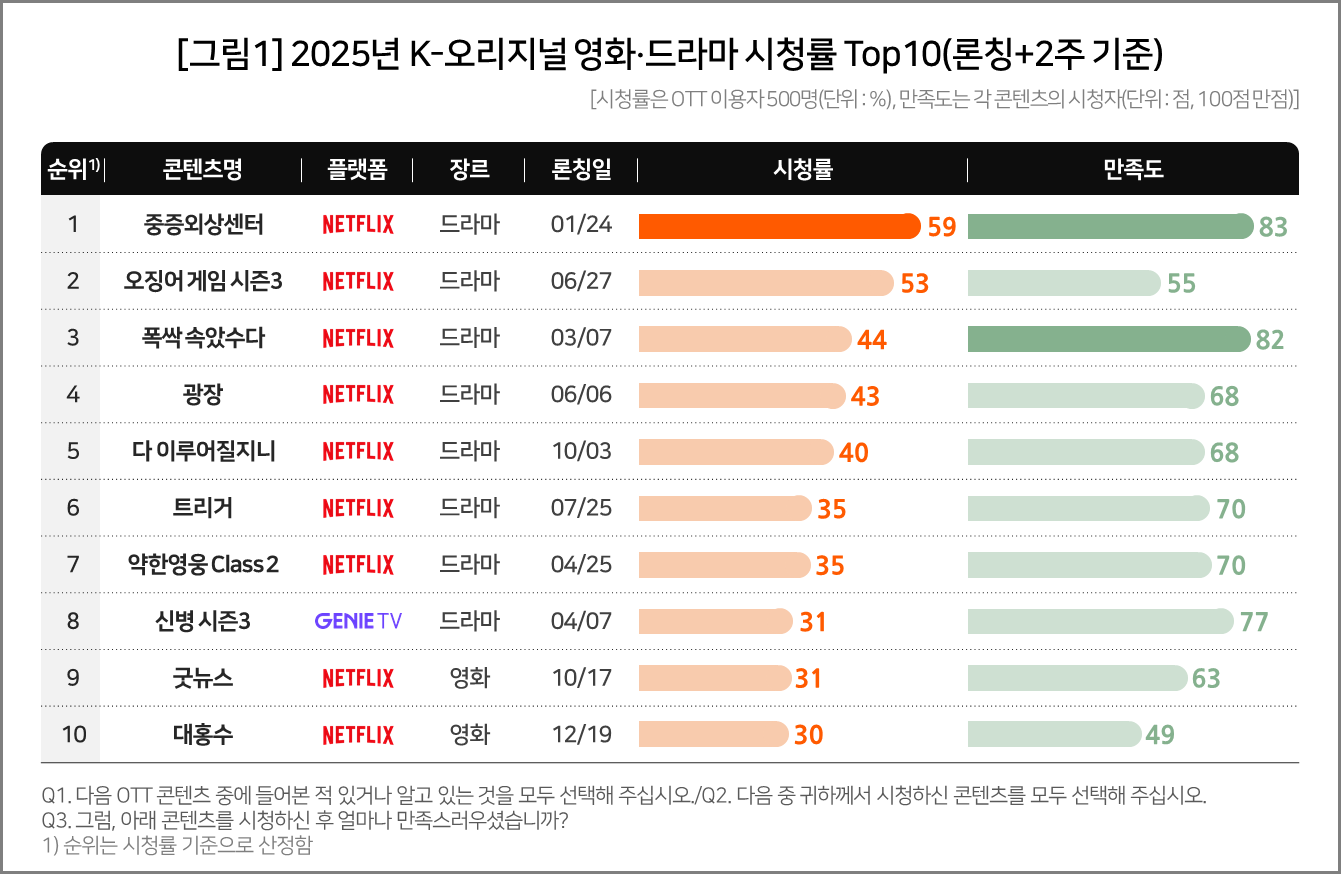 [그림1] 2025년 K-오리지널 영화·드라마 시청률 Top10(론칭+2주 기준)
[시청률은 OTT 이용자 500명(단위 : %), 만족도는 각 콘텐츠의 시청자(단위 : 점, 100점 만점)]
순위1) 콘텐츠명 플랫폼 장르 론칭일 시청률 만족도
1 중증외상센터 NETFLIX 드라마 01/24 59 83
2 오징어 게임 시즌3 NETFLIX 드라마 06/27 53 55
3 폭싹 속았수다 NETFLIX 드라마 03/07 44 82
4 광장 NETFLIX 드라마 06/06 43 68
5 다 이루어질지니 NETFLIX 드라마 10/03 40 68
6 트리거 NETFLIX 드라마 07/25 35 70
7 약한영웅 Class 2 NETFLIX 드라마 04/25 35 70
8 신병 시즌3 GENIE TV 드라마 04/07 31 77
9 굿뉴스 NETFLIX 영화 10/17 31 63
10 대홍수 NETFLIX 영화 12/19 30 49
Q1. 다음 OTT 콘텐츠 중에 들어본 적 있거나 알고 있는 것을 모두 선택해 주십시오./Q2. 다음 중 귀하께서 시청하신 콘텐츠를 모두 선택해 주십시오.
Q3. 그럼, 아래 콘텐츠를 시청하신 후 얼마나 만족스러우셨습니까?
1) 순위는 시청률 기준으로 산정함